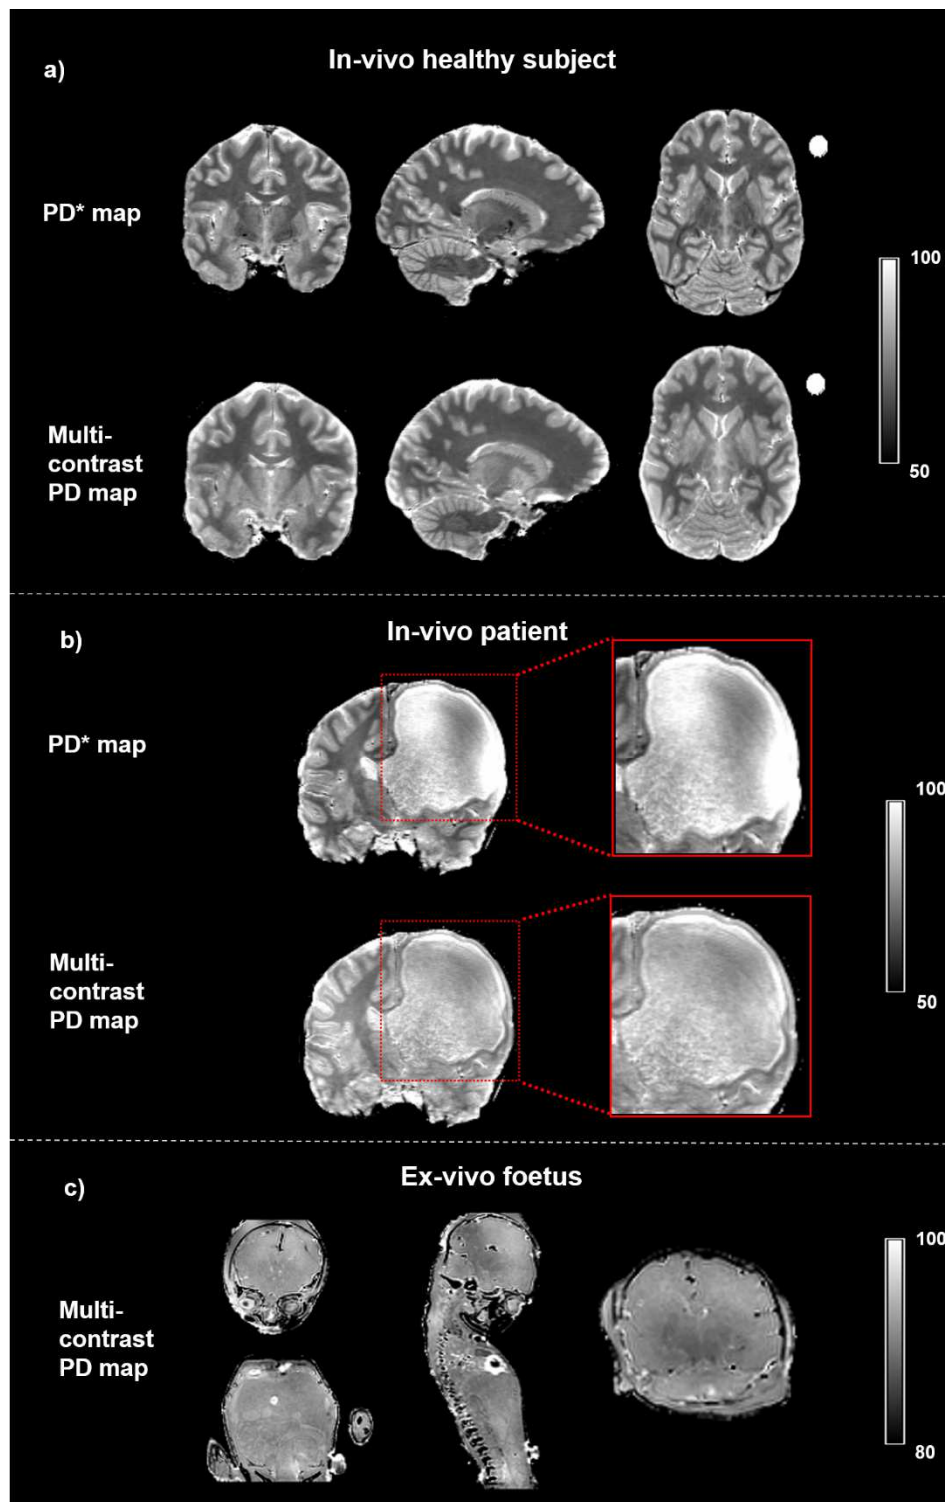 a)
In-vivo healthy subject
PD* map
100
50
Multi-
contrast
PD map
b)
In-vivo patient
PD* map
100
50
Multi-
contrast
PD map
c)
Ex-vivo foetus
100
80
Multi-
contrast
PD map